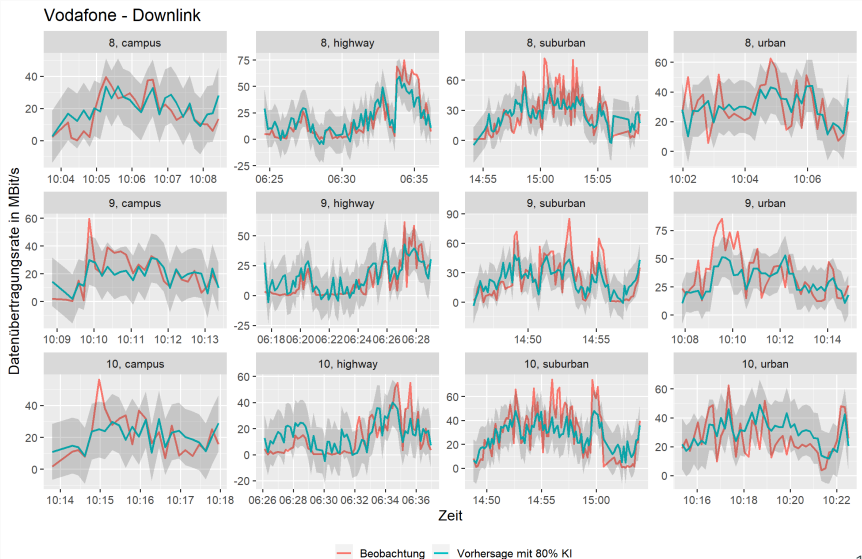 Vodafone - Downlink
8, campus
8, highway
8, suburban
8, urban
40
20
0
10:04 10:05 10:06 10:07 10:08
75
50
25
0
-25
06:25 06:30 06:35
60
30
0
14:55 15:00 15:05
60
40
20
0
10:02 10:04 10:06
9, campus
9, highway
9, suburban
9, urban
60
40
20
0
10:09 10:10 10:11 10:12 10:13
50
25
0
-25
06:18 06:20 06:22 06:24 06:26 06:28
90
60
30
0
14:50 14:55
75
50
25
0
10:08 10:10 10:12 10:14
10, campus
10, highway
10, suburban
10, urban
40
20
0
10:14 10:15 10:16 10:17 10:18
60
40
20
0
-20
06:26 06:28 06:30 06:32 06:34 06:36
60
40
20
0
14:50 14:55 15:00
60
40
20
0
10:16 10:18 10:20 10:22
Datenübertragungsrate in MBit/s
Zeit
Beobachtung Vorhersage mit 80% KI